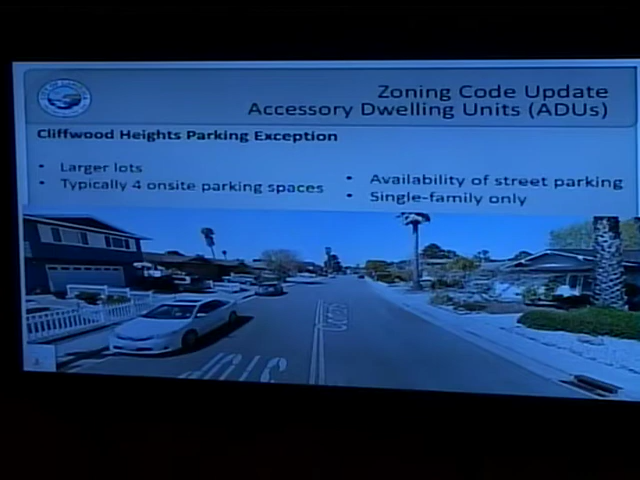 Zoning Code Update
Accessory Dwelling Units (ADUs)
Cliffwood Heights Parking Exception
• Larger lots
• Typically 4 onsite parking spaces
• Availability of street parking
• Single-family only